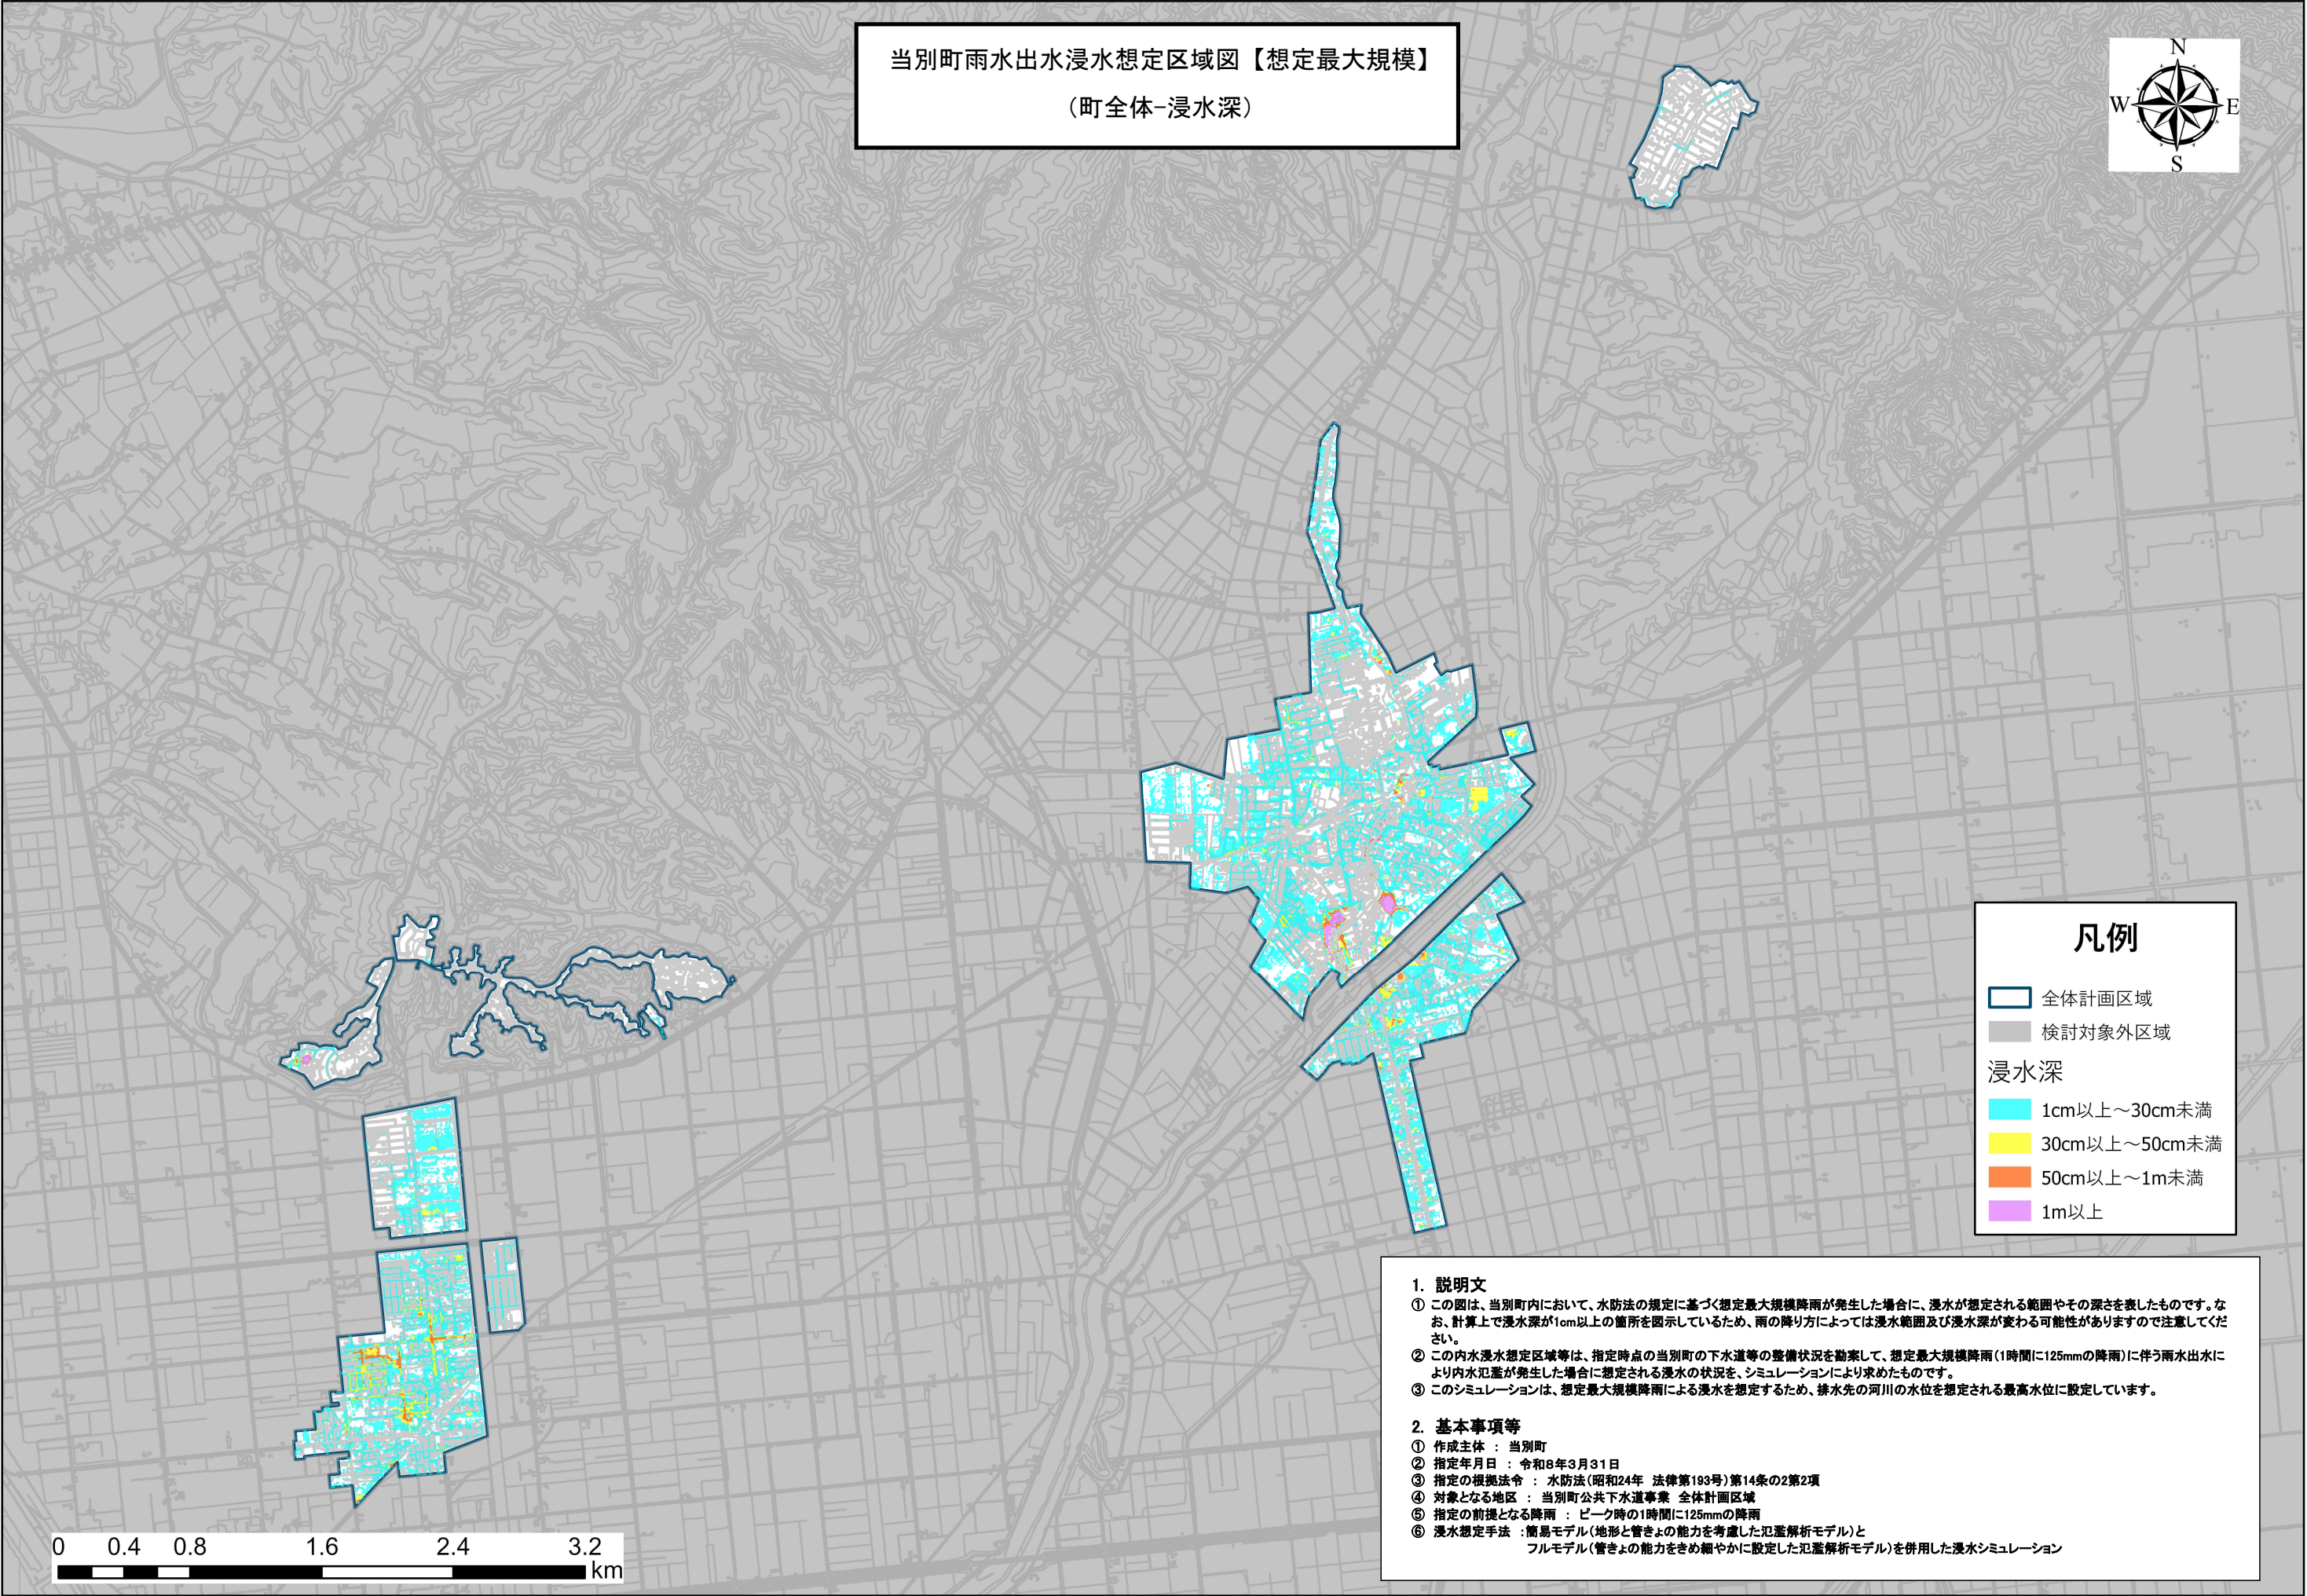 当別町雨水出水浸水想定区域図【想定最大規模】
（町全体-浸水深）
N
W
E
S
凡例
全体計画区域
検討対象外区域
浸水深
1cm以上～30cm未満
30cm以上～50cm未満
50cm以上～1m未満
1m以上
1. 説明文
① この図は、当別町内において、水防法の規定に基づく想定最大規模降雨が発生した場合に、浸水が想定される範囲やその深さを表したものです。な
お、計算上で浸水深が1cm以上の箇所を図示しているため、雨の降り方によっては浸水範囲及び浸水深が変わる可能性がありますので注意してくだ
さい。
② この内水浸水想定区域等は、指定時点の当別町の下水道等の整備状況を勘案して、想定最大規模降雨（1時間に125mmの降雨）に伴う雨水出水に
より内水氾濫が発生した場合に想定される浸水の状況を、シミュレーションにより求めたものです。
③ このシミュレーションは、想定最大規模降雨による浸水を想定するため、排水先の河川の水位を想定される最高水位に設定しています。
2. 基本事項等
① 作成主体 ： 当別町
② 指定年月日 ： 令和8年3月31日
③ 指定の根拠法令 ： 水防法（昭和24年 法律第193号）第14条の2第2項
④ 対象となる地区 ： 当別町公共下水道事業 全体計画区域
⑤ 指定の前提となる降雨 ： ピーク時の1時間に125mmの降雨
⑥ 浸水想定手法 ：簡易モデル（地形と管きょの能力を考慮した氾濫解析モデル）と
フルモデル（管きょの能力をきめ細やかに設定した氾濫解析モデル）を併用した浸水シミュレーション
0 0.4 0.8 1.6 2.4 3.2
km